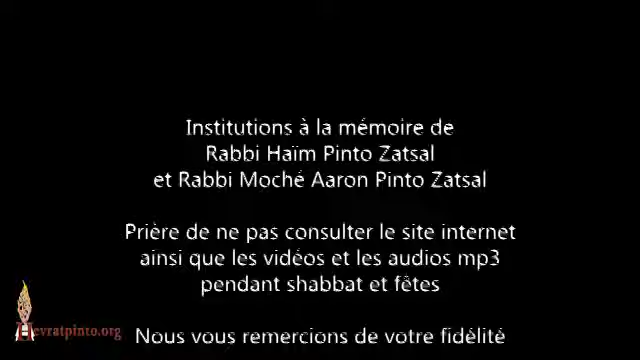 Institutions à la mémoire de
Rabbi Haïm Pinto Zatsal
et Rabbi Moché Aaron Pinto Zatsal
Prière de ne pas consulter le site internet
ainsi que les vidéos et les audios mp3
pendant shabbat et fêtes
Nous vous remercions de votre fidélité
Hevratpinto.org